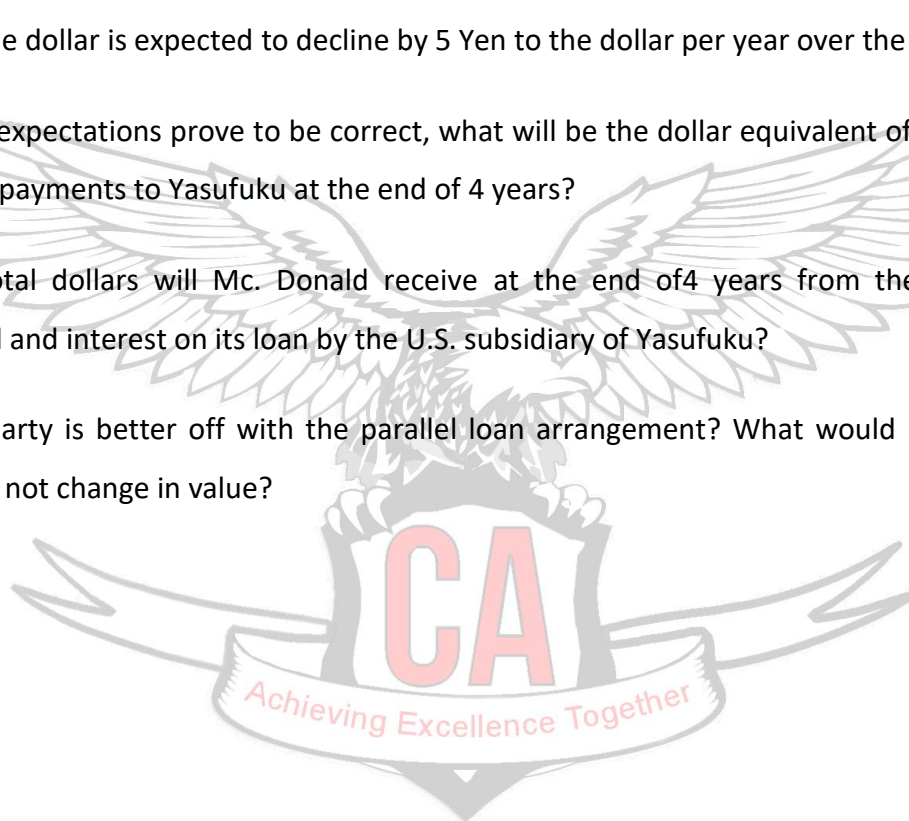 e dollar is expected to decline by 5 Yen to the dollar per year over the
expectations prove to be correct, what will be the dollar equivalent of
payments to Yasufuku at the end of 4 years?
otal dollars will Mc. Donald receive at the end of4 years from the
and interest on its loan by the U.S. subsidiary of Yasufuku?
arty is better off with the parallel loan arrangement? What would
not change in value?
CA
Achieving Excellence Together